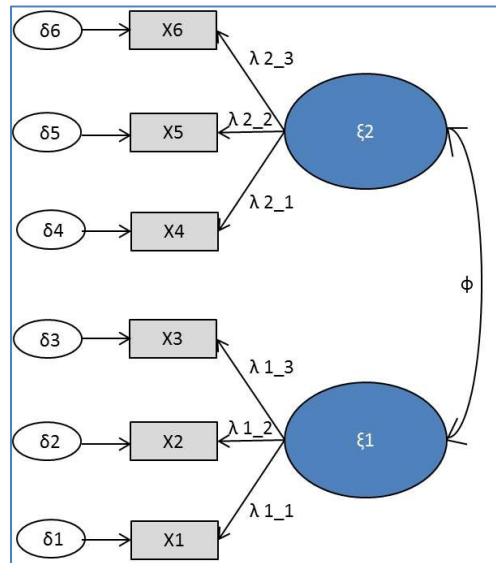 δ6 X6
λ 2_3
δ5 X5 λ 2_2 ξ2
λ 2_1
δ4 X4
ϕ
δ3 X3
λ 1_3
δ2 X2 λ 1_2 ξ1
λ 1_1
δ1 X1